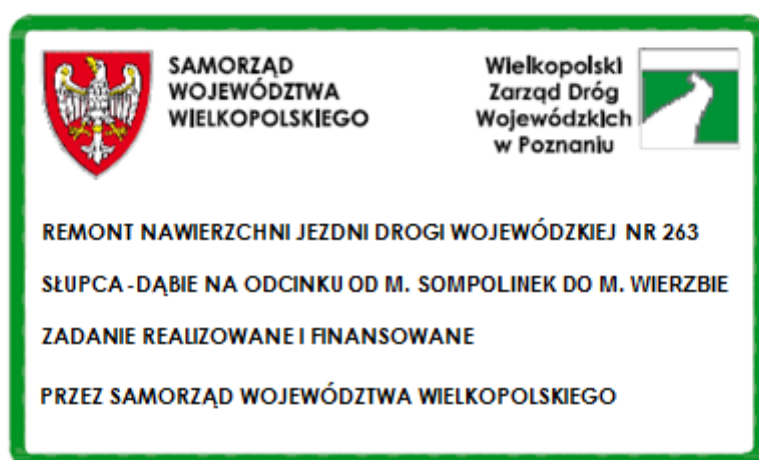 SAMORZĄD
WOJEWÓDZTWA
WIELKOPOLSKIEGO
Wielkopolski
Zarząd Dróg
Wojewódzkich
w Poznaniu
REMONT NAWIERZCHNI JEZDNI DROGI WOJEWÓDZKIEJ NR 263
SŁUPCA - DĄBIE NA ODCINKU OD M. SOMPOLINEK DO M. WIERZBIE
ZADANIE REALIZOWANE I FINANSOWANE
PRZEZ SAMORZĄD WOJEWÓDZTWA WIELKOPOLSKIEGO